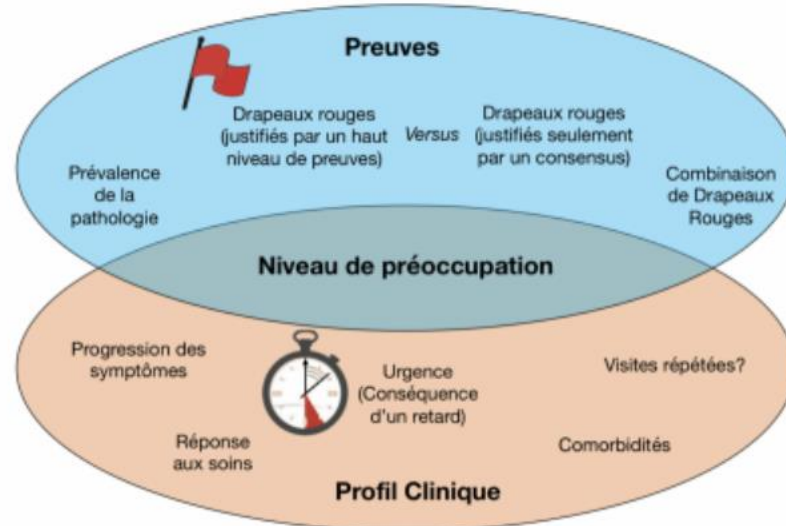 Preuves
Drapeaux rouges
(justifiés par un haut
niveau de preuves)
Versus
Drapeaux rouges
(justifiés seulement
par un consensus)
Prévalence
de la
pathologie
Combinaison
de Drapeaux
Rouges
Niveau de préoccupation
Progression des
symptômes
Urgence
(Conséquence
d'un retard)
Visites répétées?
Réponse
aux soins
Comorbidités
Profil Clinique